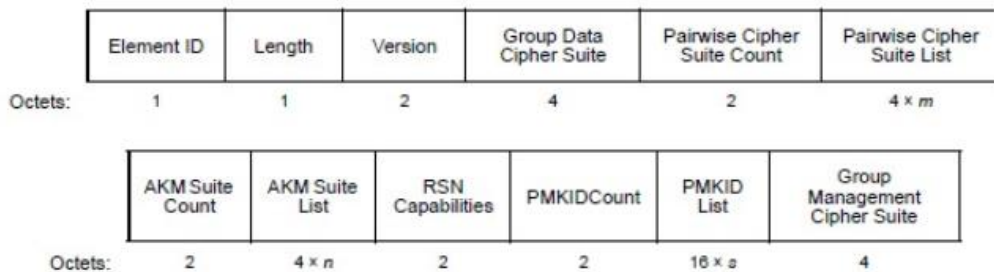 Element ID Length Version Group Data Cipher Suite Pairwise Cipher Suite Count Pairwise Cipher Suite List
Octets: 1 1 2 4 2 4 × m
AKM Suite Count AKM Suite List RSN Capabilities PMKIDCount PMKID List Group Management Cipher Suite
Octets: 2 4 × n 2 2 16 × s 4